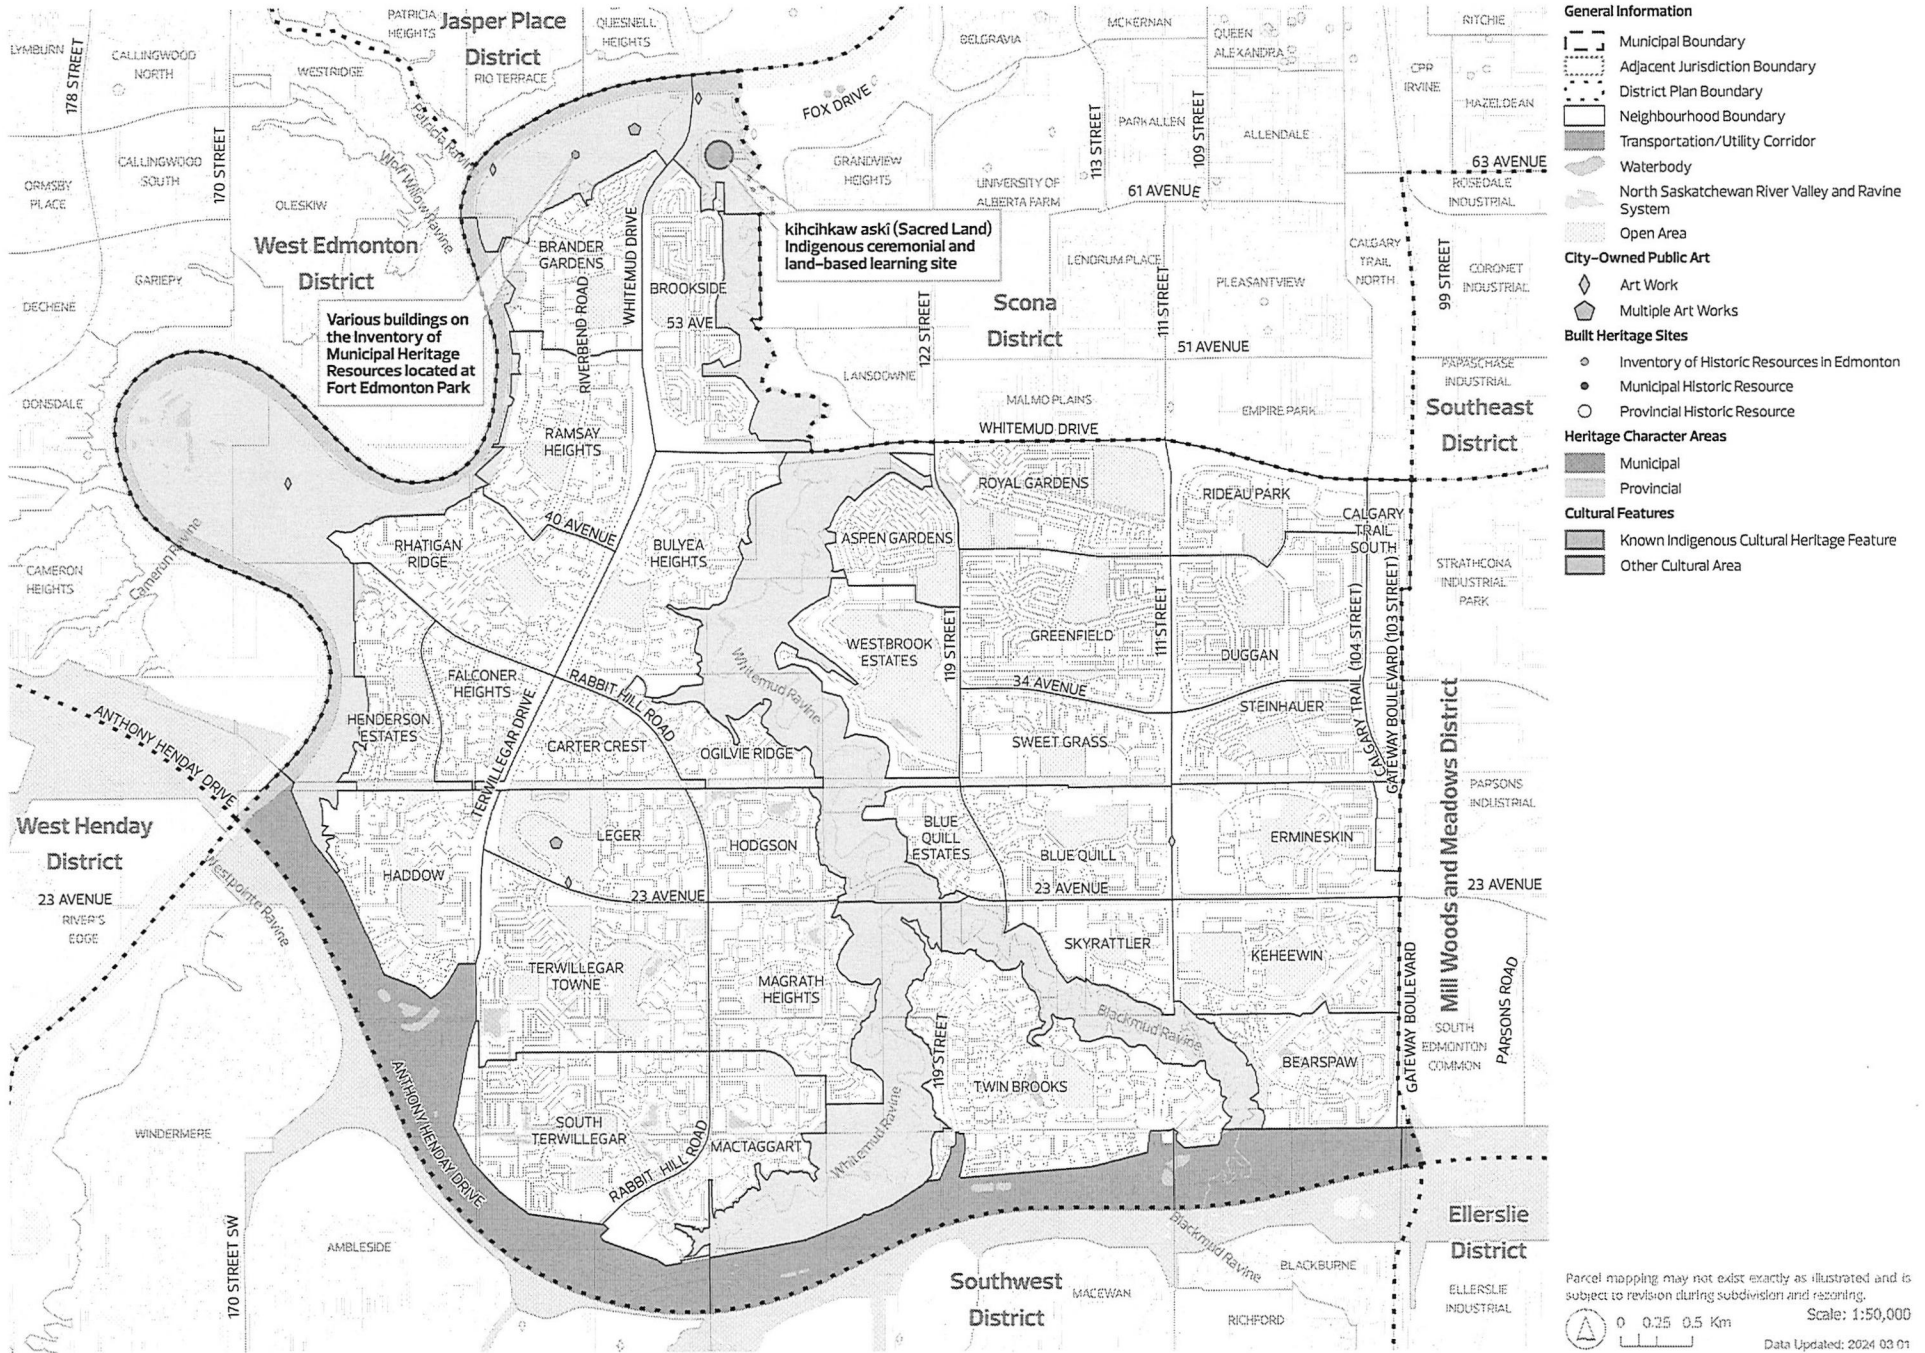 PATRICIA
HEIGHTS
Jasper Place
District
QUESNELL
HEIGHTS
RIO TERRACE
LYMBURN
178 STREET
CALLINGWOOD
NORTH
WESTRIDGE
BELGRAVIA
MCKERNAN
QUEEN
ALEXANDRA
RITCHIE
CPR
IRVINE
HAZELDEAN
FOX DRIVE
113 STREET
PARKALLEN
109 STREET
ALLENDALE
170 STREET
CALLINGWOOD
SOUTH
ORMSBY
PLACE
OLESKIW
Wolf Willow Ravine
GRANDVIEW
HEIGHTS
UNIVERSITY OF
ALBERTA FARM
61 AVENUE
63 AVENUE
ROSEDALE
INDUSTRIAL
kihcihkaw askî (Sacred Land)
Indigenous ceremonial and
land-based learning site
West Edmonton
District
BRANDER
GARDENS
WHITEMUD DRIVE
BROOKSIDE
RIVERBEND ROAD
53 AVE
GARIEPY
DECHENE
LENDRUM PLACE
111 STREET
PLEASANTVIEW
CALGARY
TRAIL
NORTH
99 STREET
CORONET
INDUSTRIAL
Scona
District
122 STREET
51 AVENUE
Various buildings on
the Inventory of
Municipal Heritage
Resources located at
Fort Edmonton Park
LANSDOWNE
MALMO PLAINS
EMPIRE PARK
PAPASCHASE
INDUSTRIAL
Southeast
District
DONSDALE
WHITEMUD DRIVE
RAMSAY
HEIGHTS
ROYAL GARDENS
RIDEAU PARK
CALGARY
TRAIL
SOUTH
40 AVENUE
RHATIGAN
RIDGE
BULYEA
HEIGHTS
ASPEN GARDENS
Cameron Ravine
CAMERON
HEIGHTS
STRATHCONA
INDUSTRIAL
PARK
GREENFIELD
111 STREET
DUGGAN
WESTBROOK
ESTATES
119 STREET
CALGARY TRAIL (104 STREET)
GATEWAY BOULEVARD (103 STREET)
Whitemud Ravine
FALCONER
HEIGHTS
RABBIT HILL ROAD
34 AVENUE
STEINHAUER
HENDERSON
ESTATES
TERWILLEGAR DRIVE
CARTER CREST
OGILVIE RIDGE
SWEET GRASS
CALGARY
ANTHONY HENDAY DRIVE
Mill Woods and Meadows District
PARSONS
INDUSTRIAL
West Henday
District
23 AVENUE
RIVER'S
EDGE
Westpointe Ravine
HADDOW
LEGER
HODGSON
BLUE
QUILL
ESTATES
BLUE QUILL
ERMINESKIN
23 AVENUE
23 AVENUE
23 AVENUE
SKYRATTLER
KEHEEWIN
TERWILLEGAR
TOWNE
MAGRATH
HEIGHTS
Blackmud Ravine
GATEWAY BOULEVARD
PARSONS ROAD
SOUTH
EDMONTON
COMMON
BEARSPAW
119 STREET
TWIN BROOKS
ANTHONY HENDAY DRIVE
WINDERMERE
SOUTH
TERWILLEGAR
MACTAGGART
Whitemud Ravine
RABBIT HILL ROAD
170 STREET SW
AMBLESIDE
Blackmud Ravine
Southwest
District
MACEWAN
BLACKBURNE
RICHFORD
Ellerslie
District
ELLERSLIE
INDUSTRIAL
General Information
Municipal Boundary
Adjacent Jurisdiction Boundary
District Plan Boundary
Neighbourhood Boundary
Transportation/Utility Corridor
Waterbody
North Saskatchewan River Valley and Ravine
System
Open Area
City-Owned Public Art
Art Work
Multiple Art Works
Built Heritage Sites
Inventory of Historic Resources in Edmonton
Municipal Historic Resource
Provincial Historic Resource
Heritage Character Areas
Municipal
Provincial
Cultural Features
Known Indigenous Cultural Heritage Feature
Other Cultural Area
Parcel mapping may not exist exactly as illustrated and is
subject to revision during subdivision and rezoning.
Scale: 1:50,000
0 0.25 0.5 Km
Data Updated: 2024 03 01